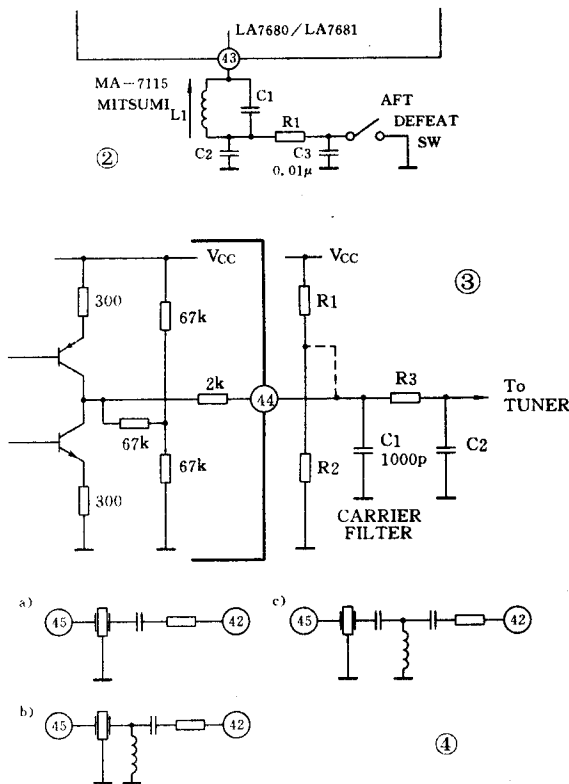 LA7680/LA7681
43
MA-7115
MITSUMI
L1
C1
R1
AFT
DEFEAT
SW
②
C2
C3
0.01μ
VCC
VCC
③
300
67k
R1
2k
44
R3
To
TUNER
67k
67k
R2
C1
1000p
C2
300
CARRIER
FILTER
a)
45
42
c)
45
42
b)
45
42
④